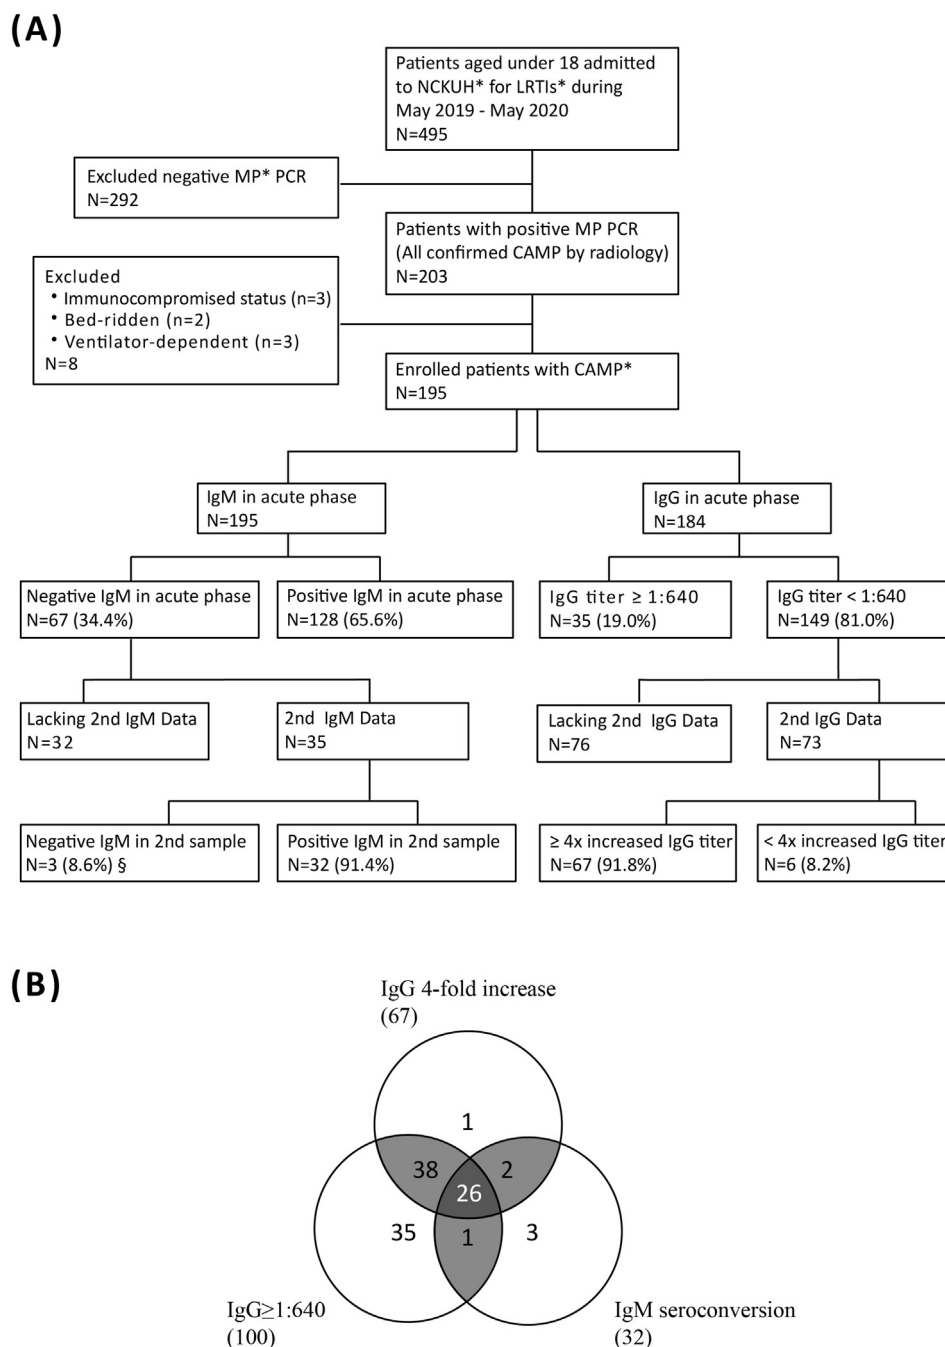 (A)
Patients aged under 18 admitted
to NCKUH* for LRTIs* during
May 2019 - May 2020
N=495
Excluded negative MP* PCR
N=292
Patients with positive MP PCR
(All confirmed CAMP by radiology)
N=203
Excluded
• Immunocompromised status (n=3)
• Bed-ridden (n=2)
• Ventilator-dependent (n=3)
N=8
Enrolled patients with CAMP*
N=195
IgM in acute phase
N=195
IgG in acute phase
N=184
Negative IgM in acute phase
N=67 (34.4%)
Positive IgM in acute phase
N=128 (65.6%)
IgG titer ≥ 1:640
N=35 (19.0%)
IgG titer < 1:640
N=149 (81.0%)
Lacking 2nd IgM Data
N=32
2nd IgM Data
N=35
Lacking 2nd IgG Data
N=76
2nd IgG Data
N=73
Negative IgM in 2nd sample
N=3 (8.6%) §
Positive IgM in 2nd sample
N=32 (91.4%)
≥ 4x increased IgG titer
N=67 (91.8%)
< 4x increased IgG titer
N=6 (8.2%)
(B)
IgG 4-fold increase
(67)
1
38
2
26
35
1
3
IgG≥1:640
(100)
IgM seroconversion
(32)